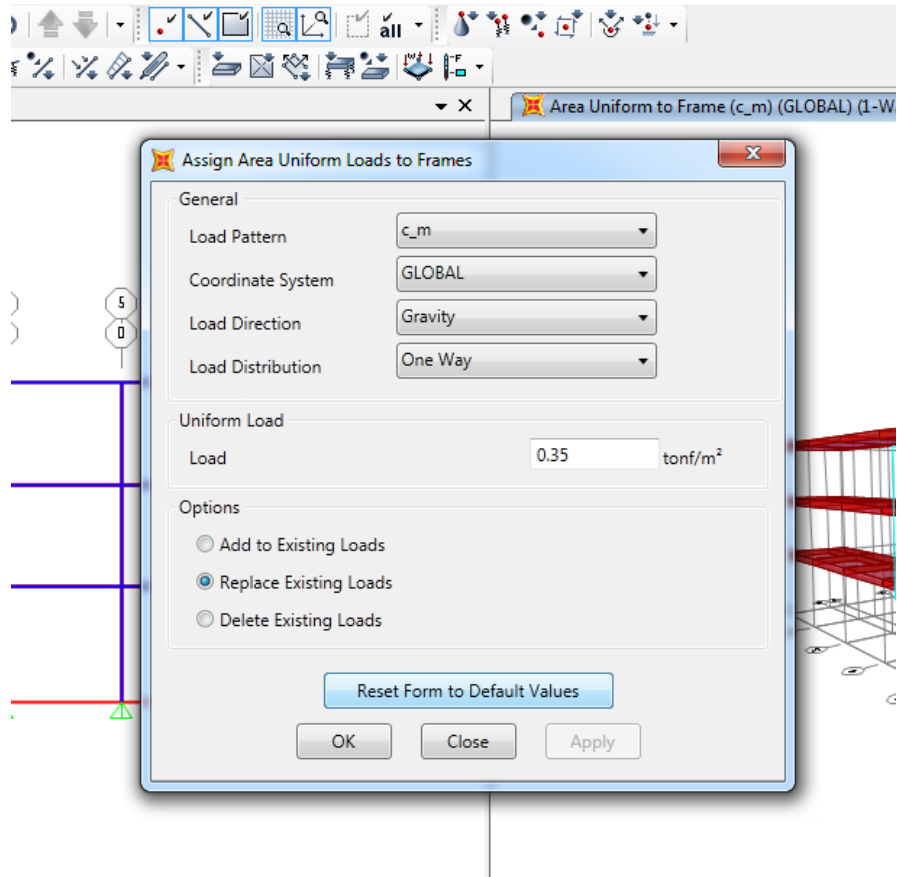 all
Area Uniform to Frame (c_m) (GLOBAL) (1-W
Assign Area Uniform Loads to Frames
General
Load Pattern c_m
Coordinate System GLOBAL
Load Direction Gravity
Load Distribution One Way
Uniform Load
Load 0.35 tonf/m²
Options
Add to Existing Loads
Replace Existing Loads
Delete Existing Loads
Reset Form to Default Values
OK Close Apply
5
D